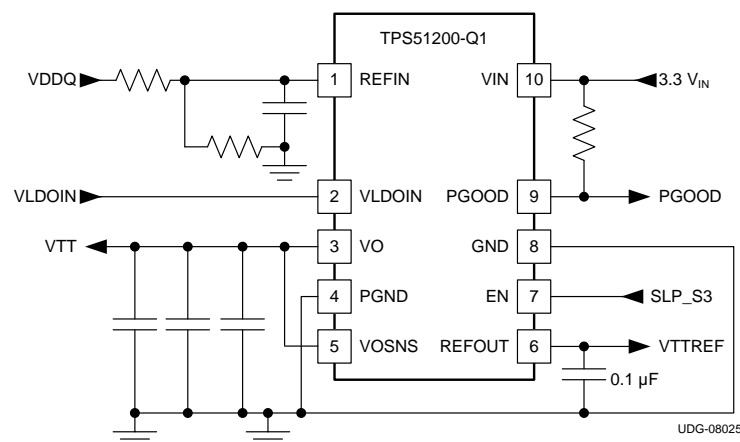 TPS51200-Q1
VDDQ
1
REFIN
VIN
10
3.3 VIN
VLDOIN
2
VLDOIN
PGOOD
9
PGOOD
VTT
3
VO
GND
8
4
PGND
EN
7
SLP_S3
5
VOSNS
REFOUT
6
VTTREF
0.1 µF
UDG-08025